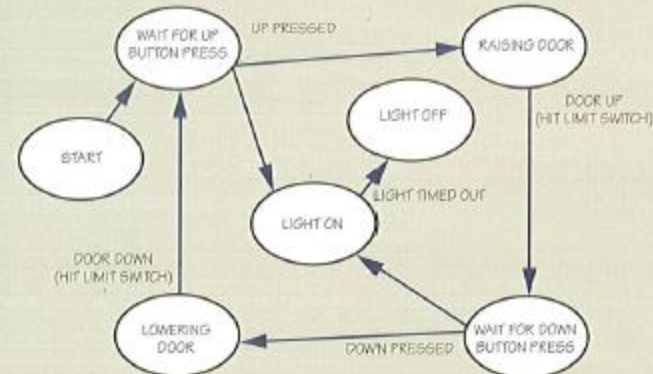 WAIT FOR UP
BUTTON PRESS
UP PRESSED
RAISING DOOR
DOOR UP
(HIT LIMIT SWITCH)
LIGHT OFF
START
LIGHT TIMED OUT
LIGHT ON
DOOR DOWN
(HIT LIMIT SWITCH)
LOWERING
DOOR
DOWN PRESSED
WAIT FOR DOWN
BUTTON PRESS